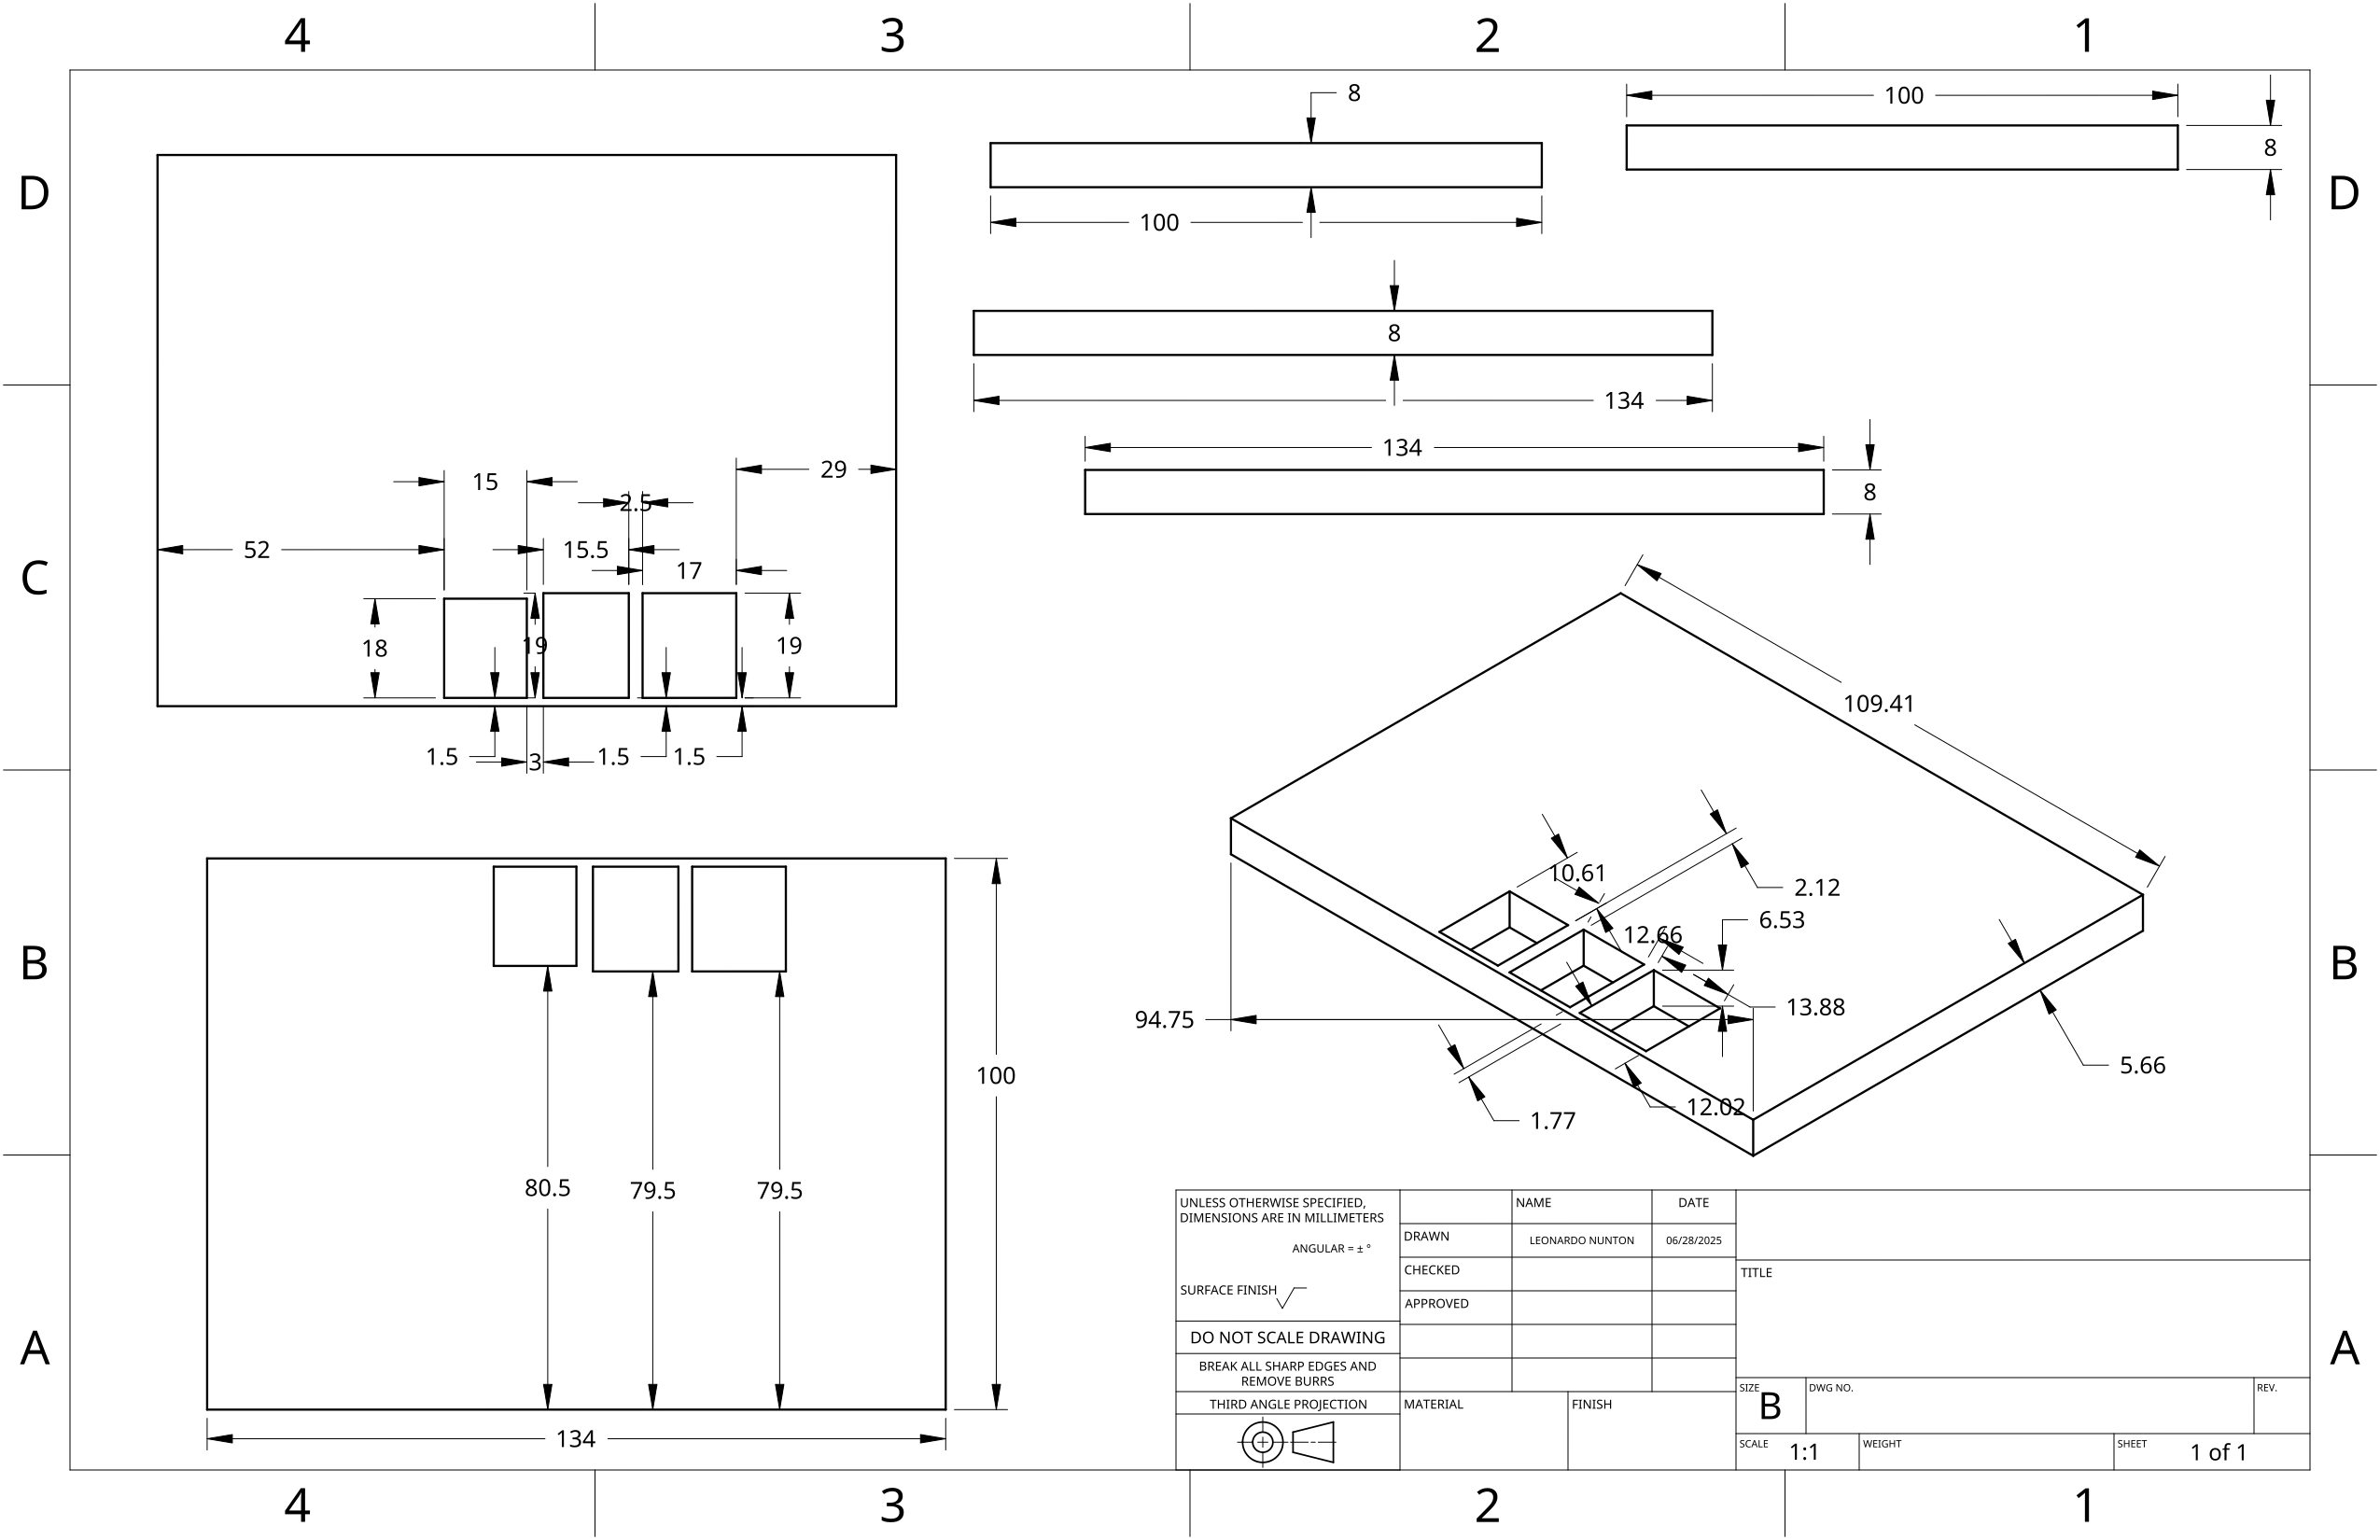 4 3 2 1
D D
C C
B B
A A
8
100
100
8
8
134
134
8
15
29
2.5
52
15.5
17
18
19
19
1.5
3
1.5
1.5
100
80.5
79.5
79.5
134
109.41
10.61
2.12
12.66
6.53
94.75
13.88
5.66
12.02
1.77
UNLESS OTHERWISE SPECIFIED,
DIMENSIONS ARE IN MILLIMETERS
ANGULAR = ± °
SURFACE FINISH
DO NOT SCALE DRAWING
BREAK ALL SHARP EDGES AND
REMOVE BURRS
THIRD ANGLE PROJECTION
NAME DATE
DRAWN LEONARDO NUNTON 06/28/2025
CHECKED
APPROVED
MATERIAL FINISH
TITLE
SIZE B DWG NO. REV.
SCALE 1:1 WEIGHT SHEET 1 of 1
4 3 2 1